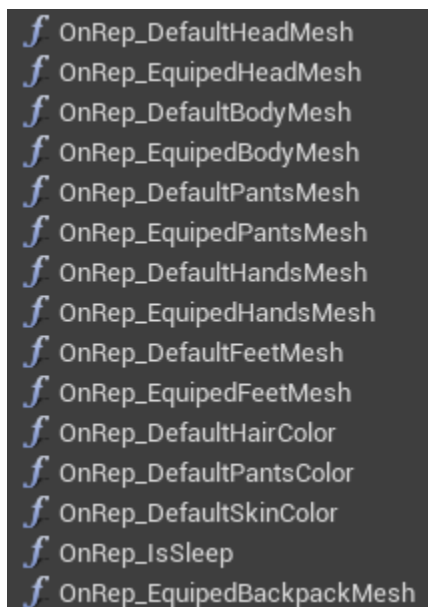 OnRep_DefaultHeadMesh
OnRep_EquipedHeadMesh
OnRep_DefaultBodyMesh
OnRep_EquipedBodyMesh
OnRep_DefaultPantsMesh
OnRep_EquipedPantsMesh
OnRep_DefaultHandsMesh
OnRep_EquipedHandsMesh
OnRep_DefaultFeetMesh
OnRep_EquipedFeetMesh
OnRep_DefaultHairColor
OnRep_DefaultPantsColor
OnRep_DefaultSkinColor
OnRep_IsSleep
OnRep_EquipedBackpackMesh